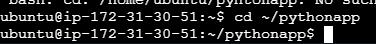 bash: cd: /home/ubuntu/pyhtonapp: No such
ubuntu@ip-172-31-30-51:~$ cd ~/pythonapp
ubuntu@ip-172-31-30-51:~/pythonapp$